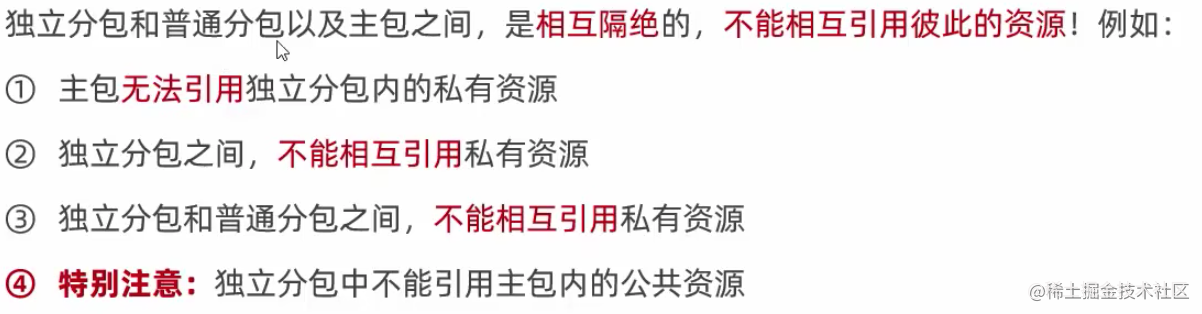 独立分包和普通分包以及主包之间，是相互隔绝的，不能相互引用彼此的资源！例如：
① 主包无法引用独立分包内的私有资源
② 独立分包之间，不能相互引用私有资源
③ 独立分包和普通分包之间，不能相互引用私有资源
④ 特别注意：独立分包中不能引用主包内的公共资源
@稀土掘金技术社区